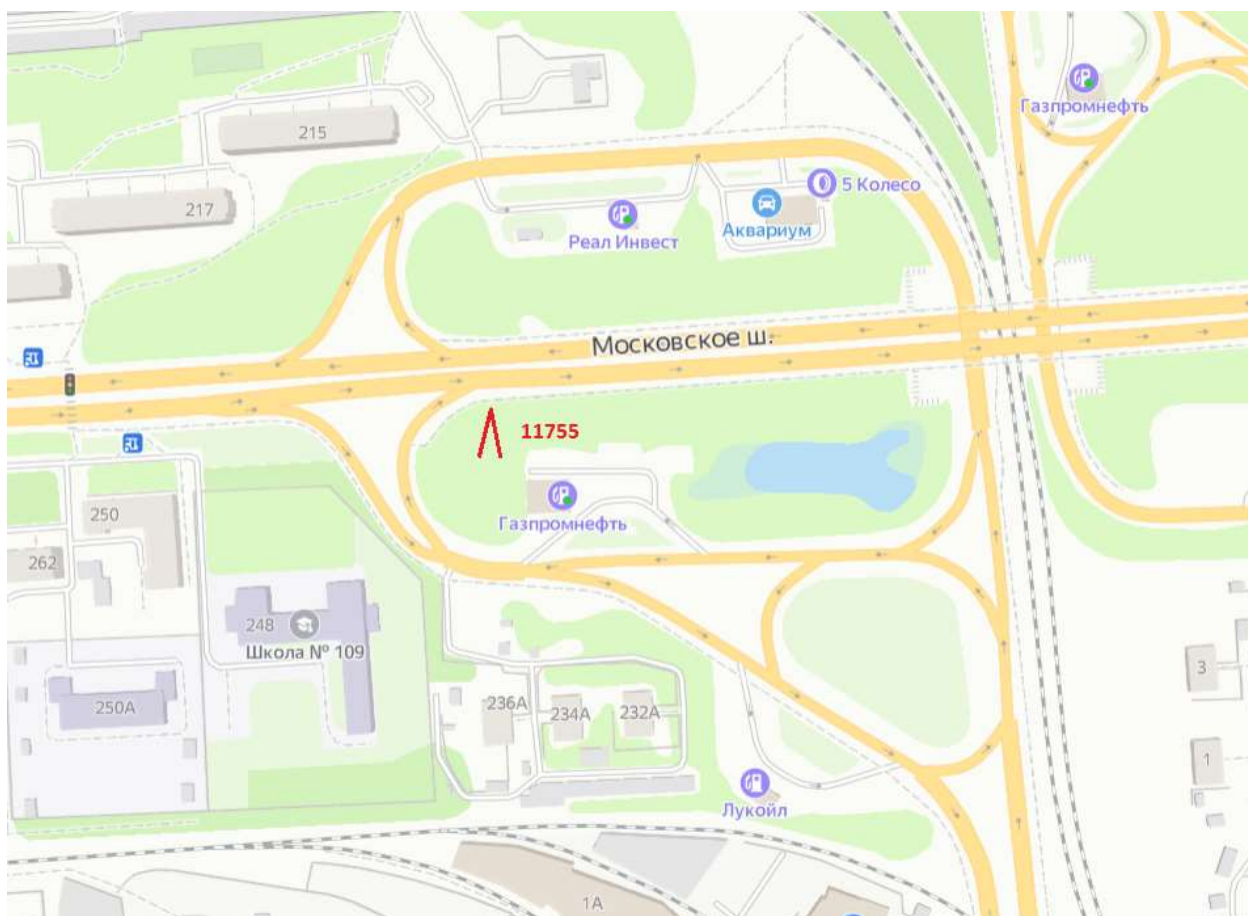 215
Газпромнефть
217
5 Колесо
Аквариум
Реал Инвест
Московское ш.
11755
250
262
Газпромнефть
248
Школа № 109
250А
236А
234А
232А
3
1
Лукойл
1А